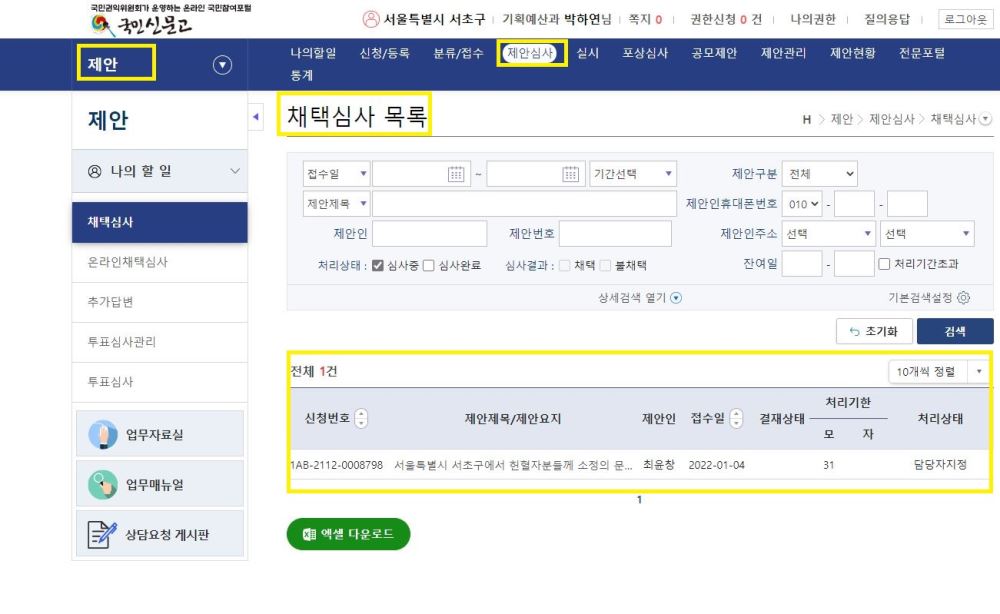 국민권익위원회가 운영하는 온라인 국민참여포털
국민신문고
서울특별시 서초구 기획예산과 박하연님 쪽지 0 권한신청 0 건 나의권한 질의응답 로그아웃
제안
나의할일 신청/등록 분류/접수 제안심사 실시 포상심사 공모제안 제안관리 제안현황 전문포털
통계
제안
나의 할 일
채택심사
온라인채택심사
추가답변
투표심사관리
투표심사
업무자료실
업무매뉴얼
상담요청 게시판
채택심사 목록
H > 제안 > 제안심사 > 채택심사
접수일 ~ 기간선택 제안구분 전체
제안제목 제안인휴대폰번호 010 - -
제안인 제안번호 제안인주소 선택 선택
처리상태 : 심사중 심사완료 심사결과 : 채택 불채택 잔여일 - 처리기간초과
상세검색 열기 기본검색설정
초기화 검색
전체 1건 10개씩 정렬
신청번호 제안제목/제안요지 제안인 접수일 결재상태 처리기한 처리상태
모 자
1AB-2112-0008798 서울특별시 서초구에서 헌혈자분들께 소정의 문... 최윤창 2022-01-04 31 담당자지정
1
엑셀 다운로드